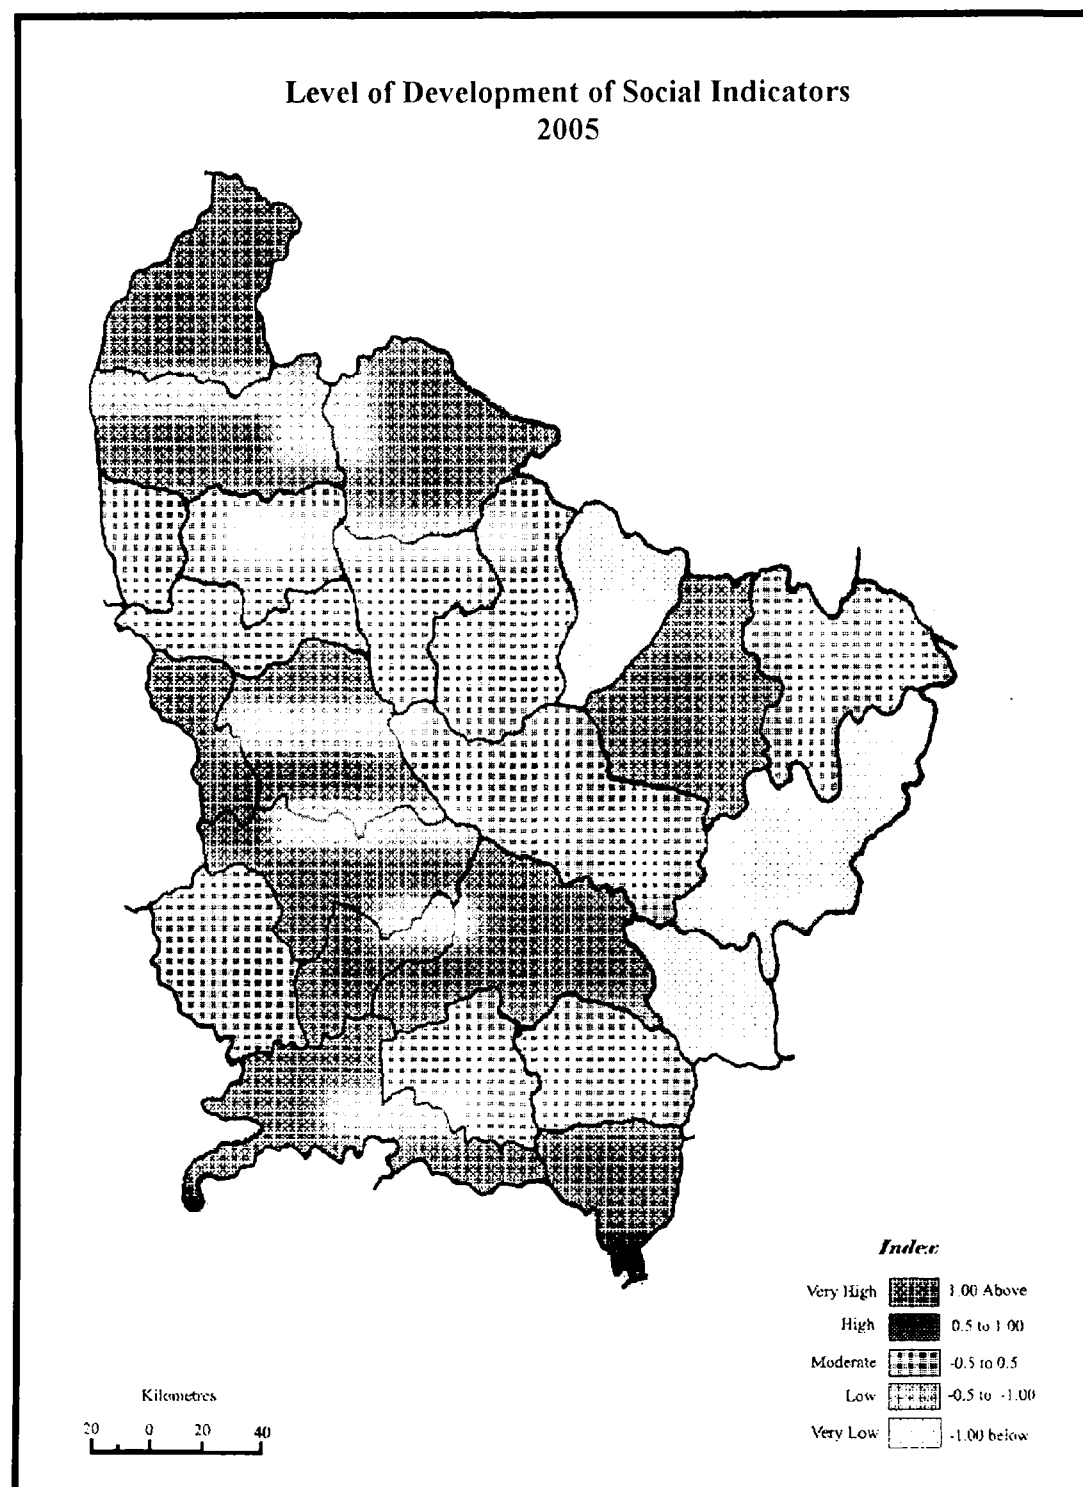 Level of Development of Social Indicators
2005
Index
Very High 1.00 Above
High 0.5 to 1.00
Moderate -0.5 to 0.5
Low -0.5 to -1.00
Very Low -1.00 below
Kilometres
20 0 20 40